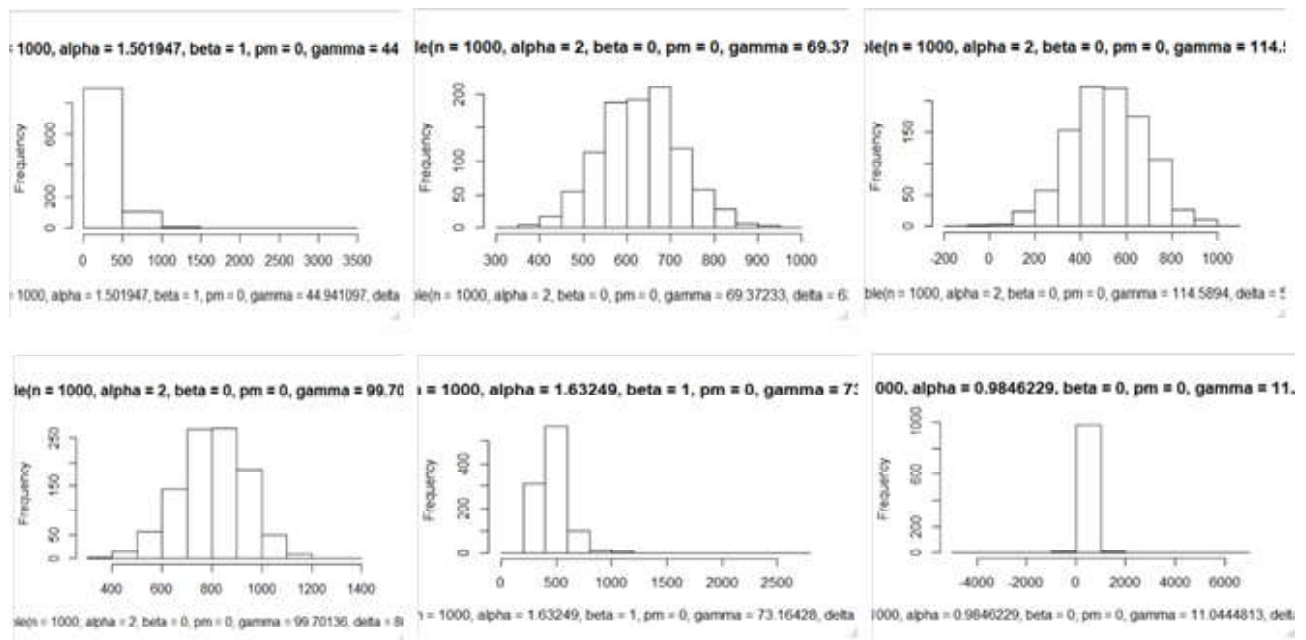 1000, alpha = 1.501947, beta = 1, pm = 0, gamma = 44
Frequency
600
200
0
0 500 1000 1500 2000 2500 3000 3500
1000, alpha = 1.501947, beta = 1, pm = 0, gamma = 44.941097, delta
le(n = 1000, alpha = 2, beta = 0, pm = 0, gamma = 69.37
Frequency
200
100
50
0
300 400 500 600 700 800 900 1000
ble(n = 1000, alpha = 2, beta = 0, pm = 0, gamma = 69.37233, delta = 6
ble(n = 1000, alpha = 2, beta = 0, pm = 0, gamma = 114.
Frequency
150
50
0
-200 0 200 400 600 800 1000
ble(n = 1000, alpha = 2, beta = 0, pm = 0, gamma = 114.5894, delta = 5
le(n = 1000, alpha = 2, beta = 0, pm = 0, gamma = 99.70
Frequency
250
150
50
0
400 600 800 1000 1200 1400
ble(n = 1000, alpha = 2, beta = 0, pm = 0, gamma = 99.70136, delta = 8
= 1000, alpha = 1.63249, beta = 1, pm = 0, gamma = 73
Frequency
400
200
0
0 500 1000 1500 2000 2500
n = 1000, alpha = 1.63249, beta = 1, pm = 0, gamma = 73.16428, delta
000, alpha = 0.9846229, beta = 0, pm = 0, gamma = 11.
Frequency
1000
600
200
0
-4000 -2000 0 2000 4000 6000
1000, alpha = 0.9846229, beta = 0, pm = 0, gamma = 11.0444813, delt